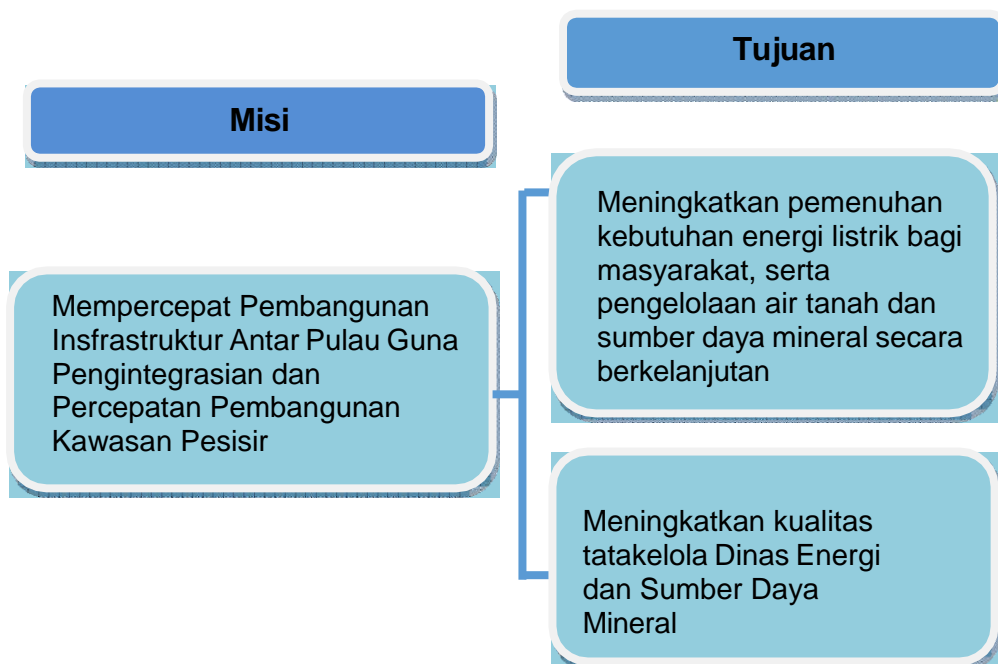 Tujuan
Misi
Meningkatkan pemenuhan
kebutuhan energi listrik bagi
masyarakat, serta
pengelolaan air tanah dan
sumber daya mineral secara
berkelanjutan
Mempercepat Pembangunan
Insfrastruktur Antar Pulau Guna
Pengintegrasian dan
Percepatan Pembangunan
Kawasan Pesisir
Meningkatkan kualitas
tatakelola Dinas Energi
dan Sumber Daya
Mineral